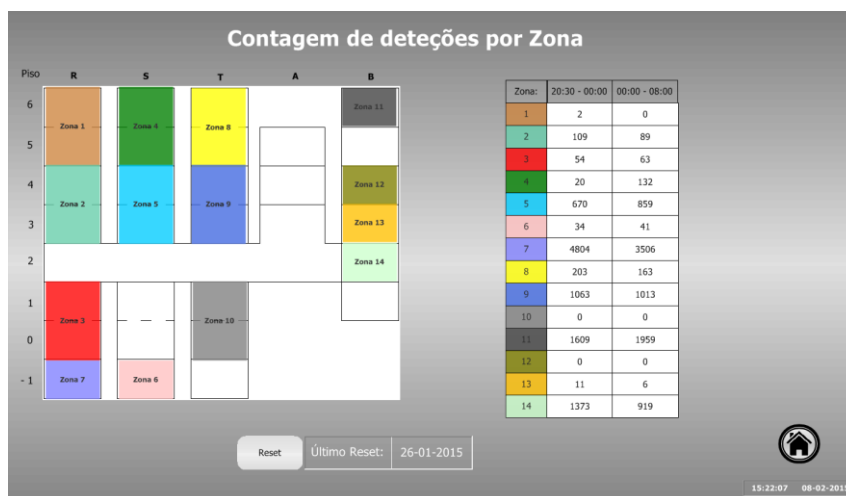 Contagem de deteções por Zona
Piso R S T A B
6
5
4
3
2
1
0
- 1
Zona 1 Zona 4 Zona 8 Zona 11
Zona 2 Zona 5 Zona 9 Zona 12
Zona 13
Zona 14
Zona 3 Zona 10
Zona 7 Zona 6
Zona: 20:30 - 00:00 00:00 - 08:00
1 2 0
2 109 89
3 54 63
4 20 132
5 670 859
6 34 41
7 4804 3506
8 203 163
9 1063 1013
10 0 0
11 1609 1959
12 0 0
13 11 6
14 1373 919
Reset Último Reset: 26-01-2015
15:22:07 08-02-2015